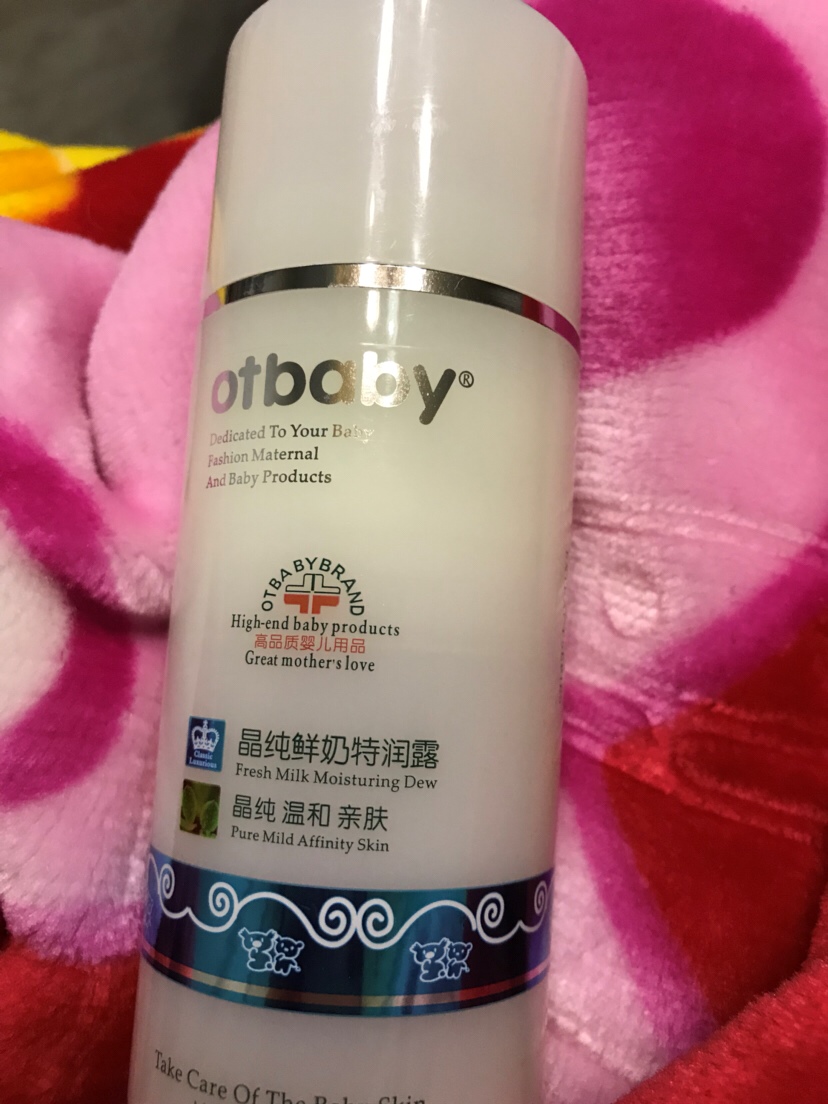 otbaby®
Dedicated To Your Baby
Fashion Maternal
And Baby Products
OTBABYBRAND
High-end baby products
高品质婴儿用品
Great mother's love
Classic
Luxurious
晶纯鲜奶特润露
Fresh Milk Moisturing Dew
晶纯 温和 亲肤
Pure Mild Affinity Skin
Take Care Of The Baby Skin